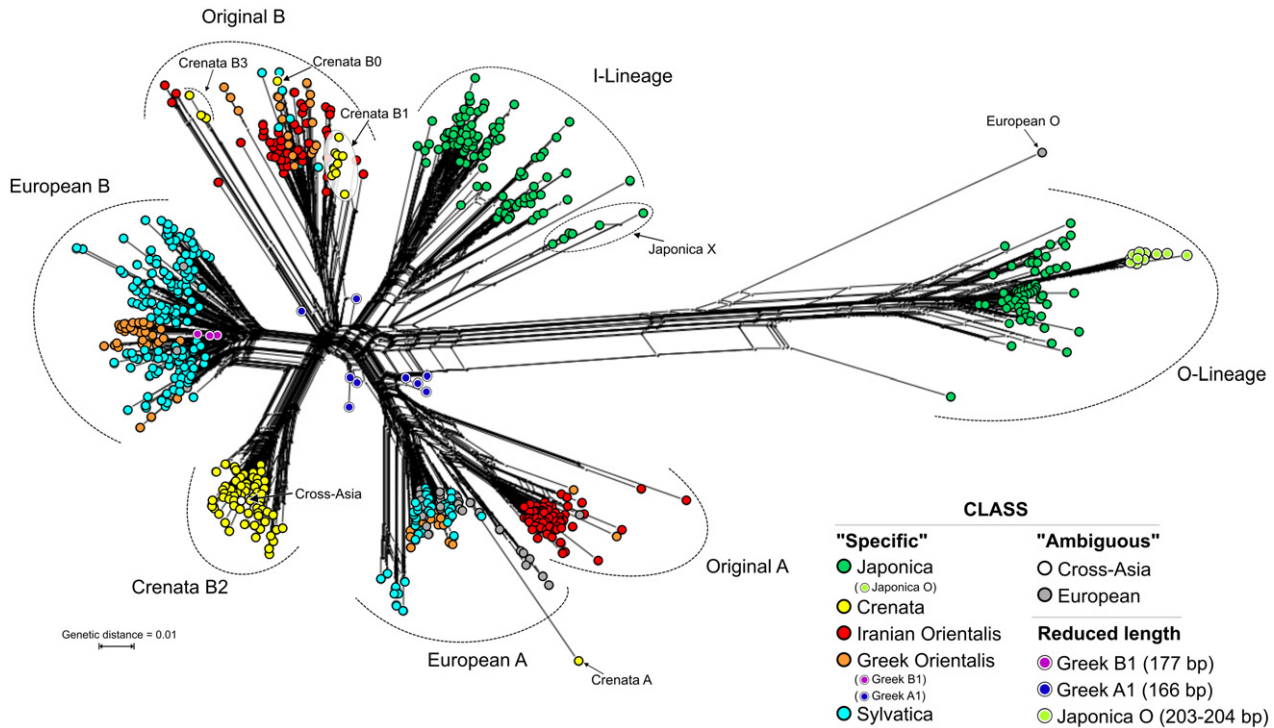 Original B
Crenata B3
Crenata B0
I-Lineage
Crenata B1
European O
European B
Japonica X
O-Lineage
Cross-Asia
Crenata B2
Original A
European A
Crenata A
Genetic distance = 0.01
CLASS
"Specific"
Japonica
(Japonica O)
Crenata
Iranian Orientalis
Greek Orientalis
(Greek B1)
(Greek A1)
Sylvatica
"Ambiguous"
Cross-Asia
European
Reduced length
Greek B1 (177 bp)
Greek A1 (166 bp)
Japonica O (203-204 bp)